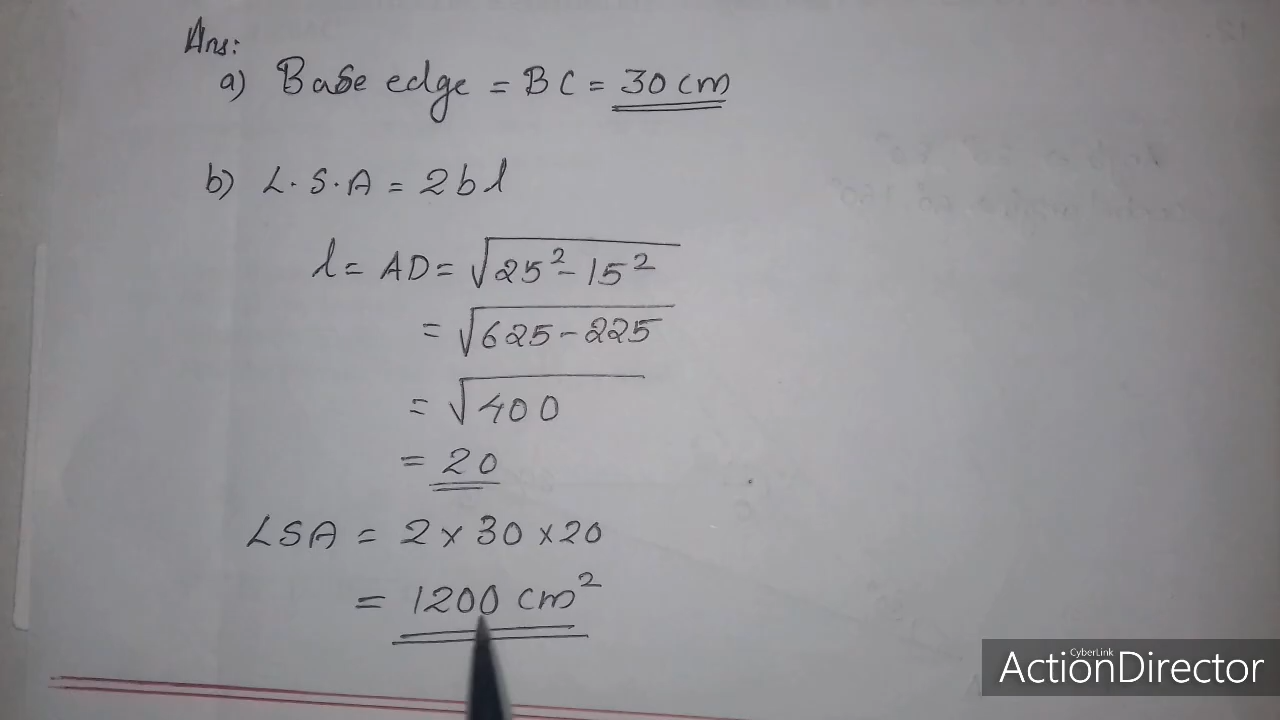 Ans:
a) Base edge = BC = 30 cm
b) L.S.A = 2bl
l = AD = √25² - 15²
= √625 - 225
= √400
= 20
LSA = 2 × 30 × 20
= 1200 cm²
CyberLink
ActionDirector